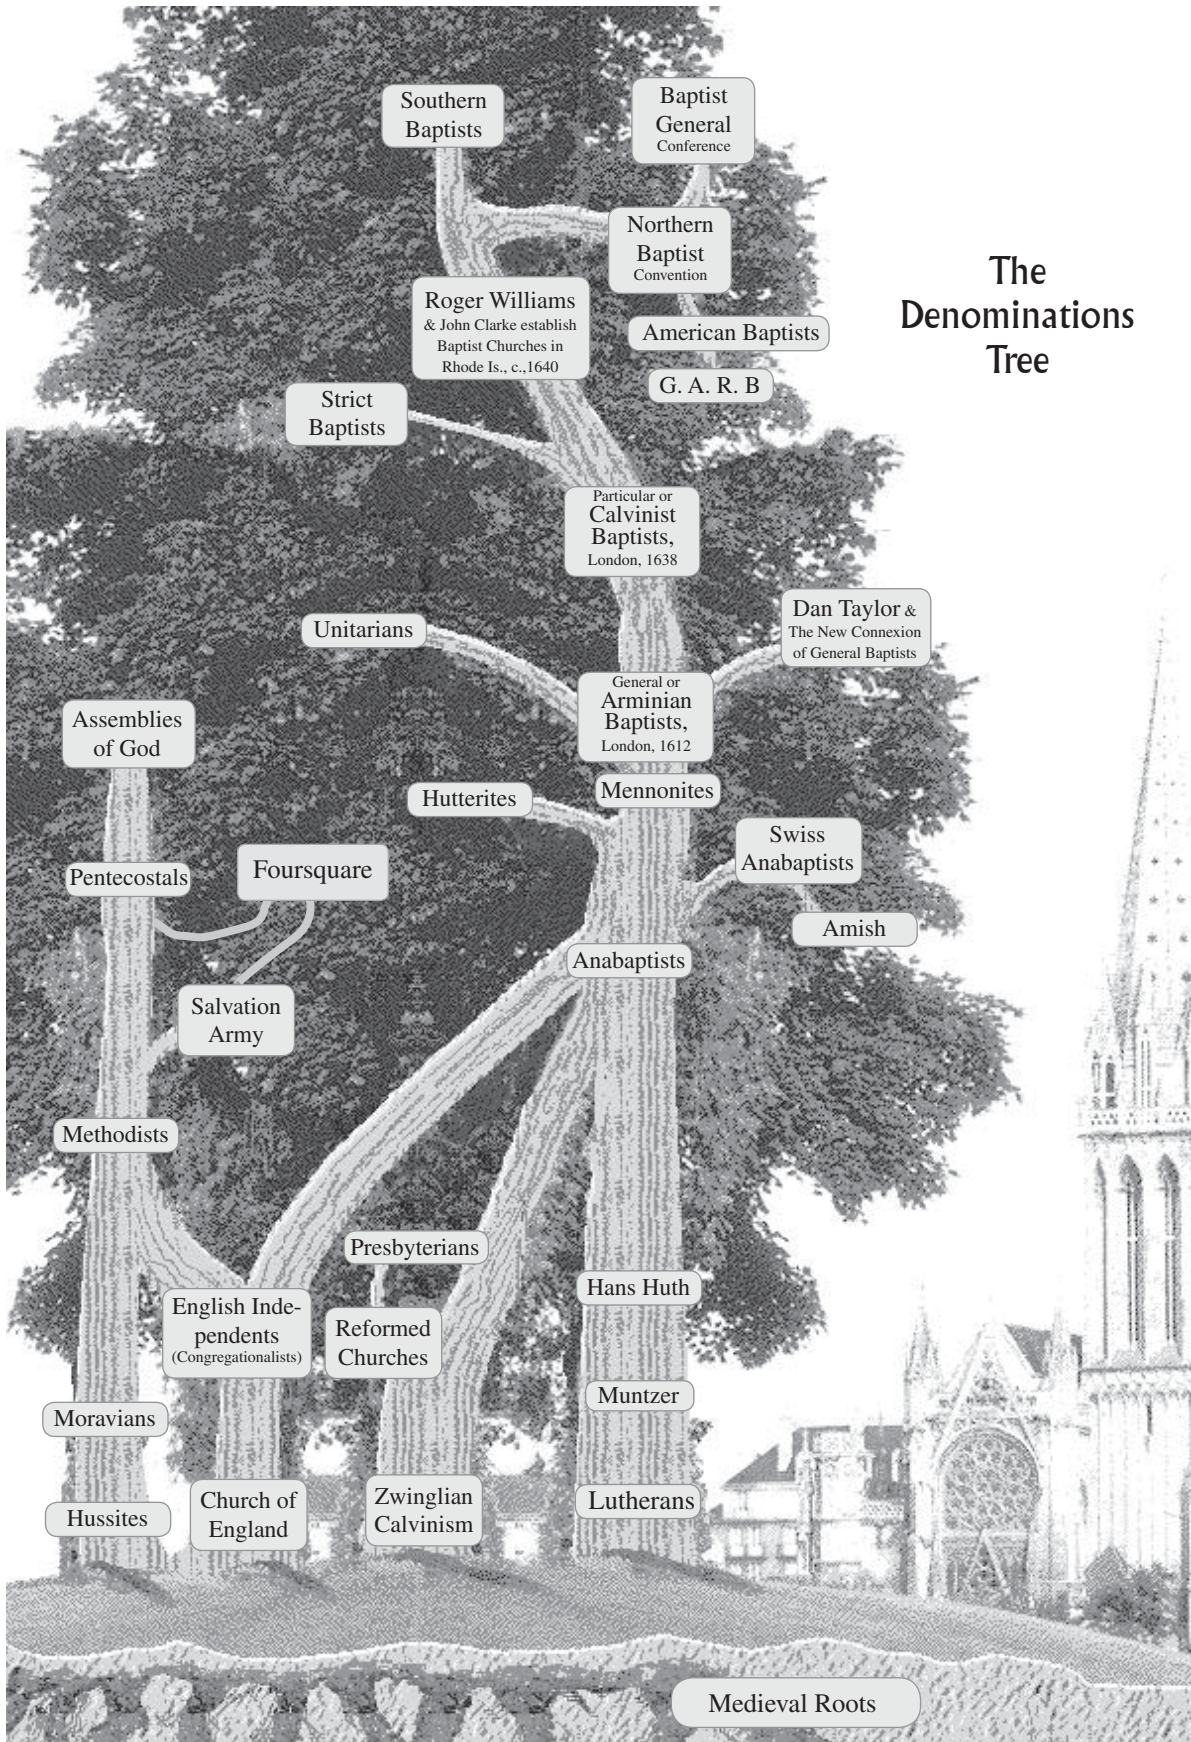 Southern
Baptists
Baptist
General
Conference
Northern
Baptist
Convention
The
Denominations
Tree
Roger Williams
& John Clarke establish
Baptist Churches in
Rhode Is., c.,1640
American Baptists
G. A. R. B
Strict
Baptists
Particular or
Calvinist
Baptists,
London, 1638
Unitarians
Dan Taylor &
The New Connexion
of General Baptists
General or
Arminian
Baptists,
London, 1612
Assemblies
of God
Hutterites
Mennonites
Swiss
Anabaptists
Pentecostals
Foursquare
Amish
Anabaptists
Salvation
Army
Methodists
Presbyterians
Hans Huth
English Inde-
pendents
(Congregationalists)
Reformed
Churches
Muntzer
Moravians
Church of
England
Zwinglian
Calvinism
Lutherans
Hussites
Medieval Roots